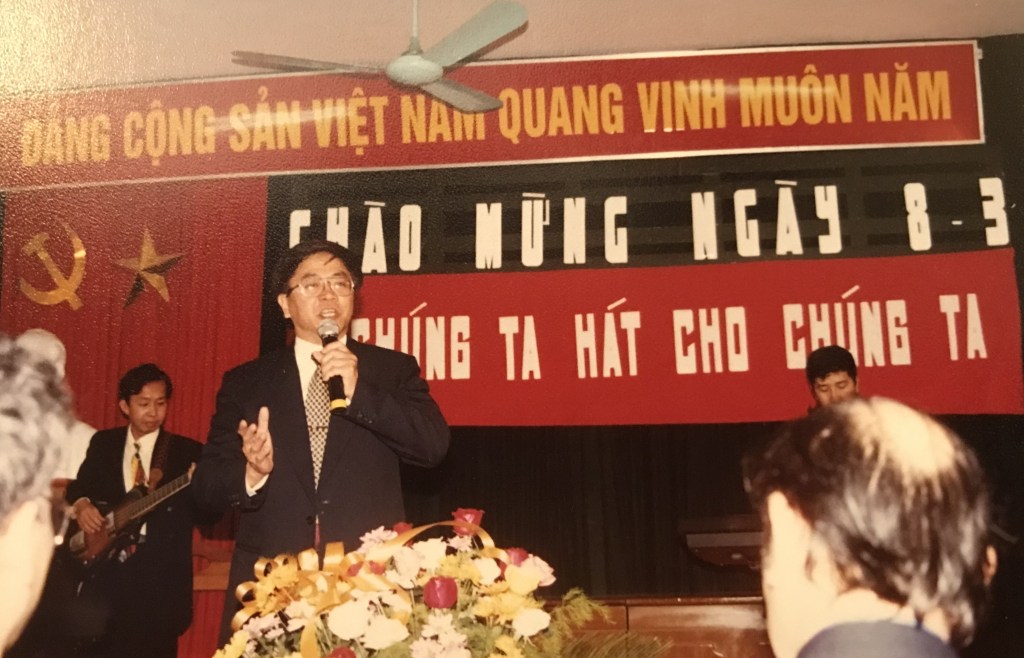 ĐẢNG CỘNG SẢN VIỆT NAM QUANG VINH MUÔN NĂM
CHÀO MỪNG NGÀY 8-3
CHÚNG TA HÁT CHO CHÚNG TA